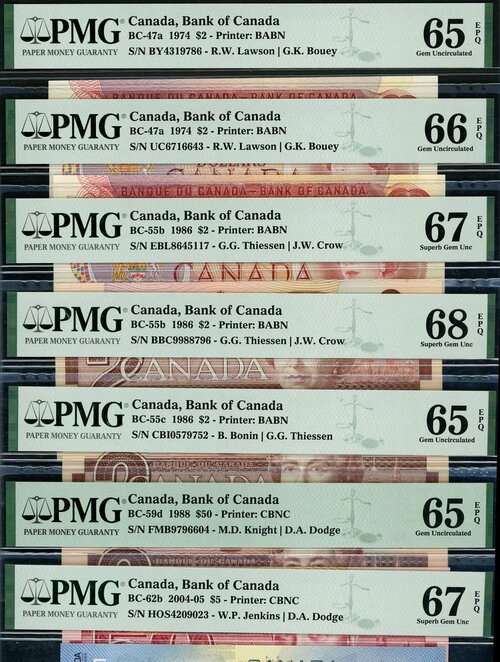 PMG
PAPER MONEY GUARANTY
Canada, Bank of Canada
BC-47a 1974 $2 - Printer: BABN
S/N BY4319786 - R.W. Lawson | G.K. Bouey
65 EPQ
Gem Uncirculated
BANQUE DU CANADA - BANK OF CANADA
PMG
PAPER MONEY GUARANTY
Canada, Bank of Canada
BC-47a 1974 $2 - Printer: BABN
S/N UC6716643 - R.W. Lawson | G.K. Bouey
66 EPQ
Gem Uncirculated
DOLLARS
CANADA
BANQUE DU CANADA - BANK OF CANADA
PMG
PAPER MONEY GUARANTY
Canada, Bank of Canada
BC-55b 1986 $2 - Printer: BABN
S/N EBL8645117 - G.G. Thiessen | J.W. Crow
67 EPQ
Superb Gem Unc
CANADA
PMG
PAPER MONEY GUARANTY
Canada, Bank of Canada
BC-55b 1986 $2 - Printer: BABN
S/N BBC9988796 - G.G. Thiessen | J.W. Crow
68 EPQ
Superb Gem Unc
CANADA
PMG
PAPER MONEY GUARANTY
Canada, Bank of Canada
BC-55c 1986 $2 - Printer: BABN
S/N CBI0579752 - B. Bonin | G.G. Thiessen
65 EPQ
Gem Uncirculated
BANQUE DU CANADA
PMG
PAPER MONEY GUARANTY
Canada, Bank of Canada
BC-59d 1988 $50 - Printer: CBNC
S/N FMB9796604 - M.D. Knight | D.A. Dodge
65 EPQ
Gem Uncirculated
PMG
PAPER MONEY GUARANTY
Canada, Bank of Canada
BC-62b 2004-05 $5 - Printer: CBNC
S/N HOS4209023 - W.P. Jenkins | D.A. Dodge
67 EPQ
Superb Gem Unc